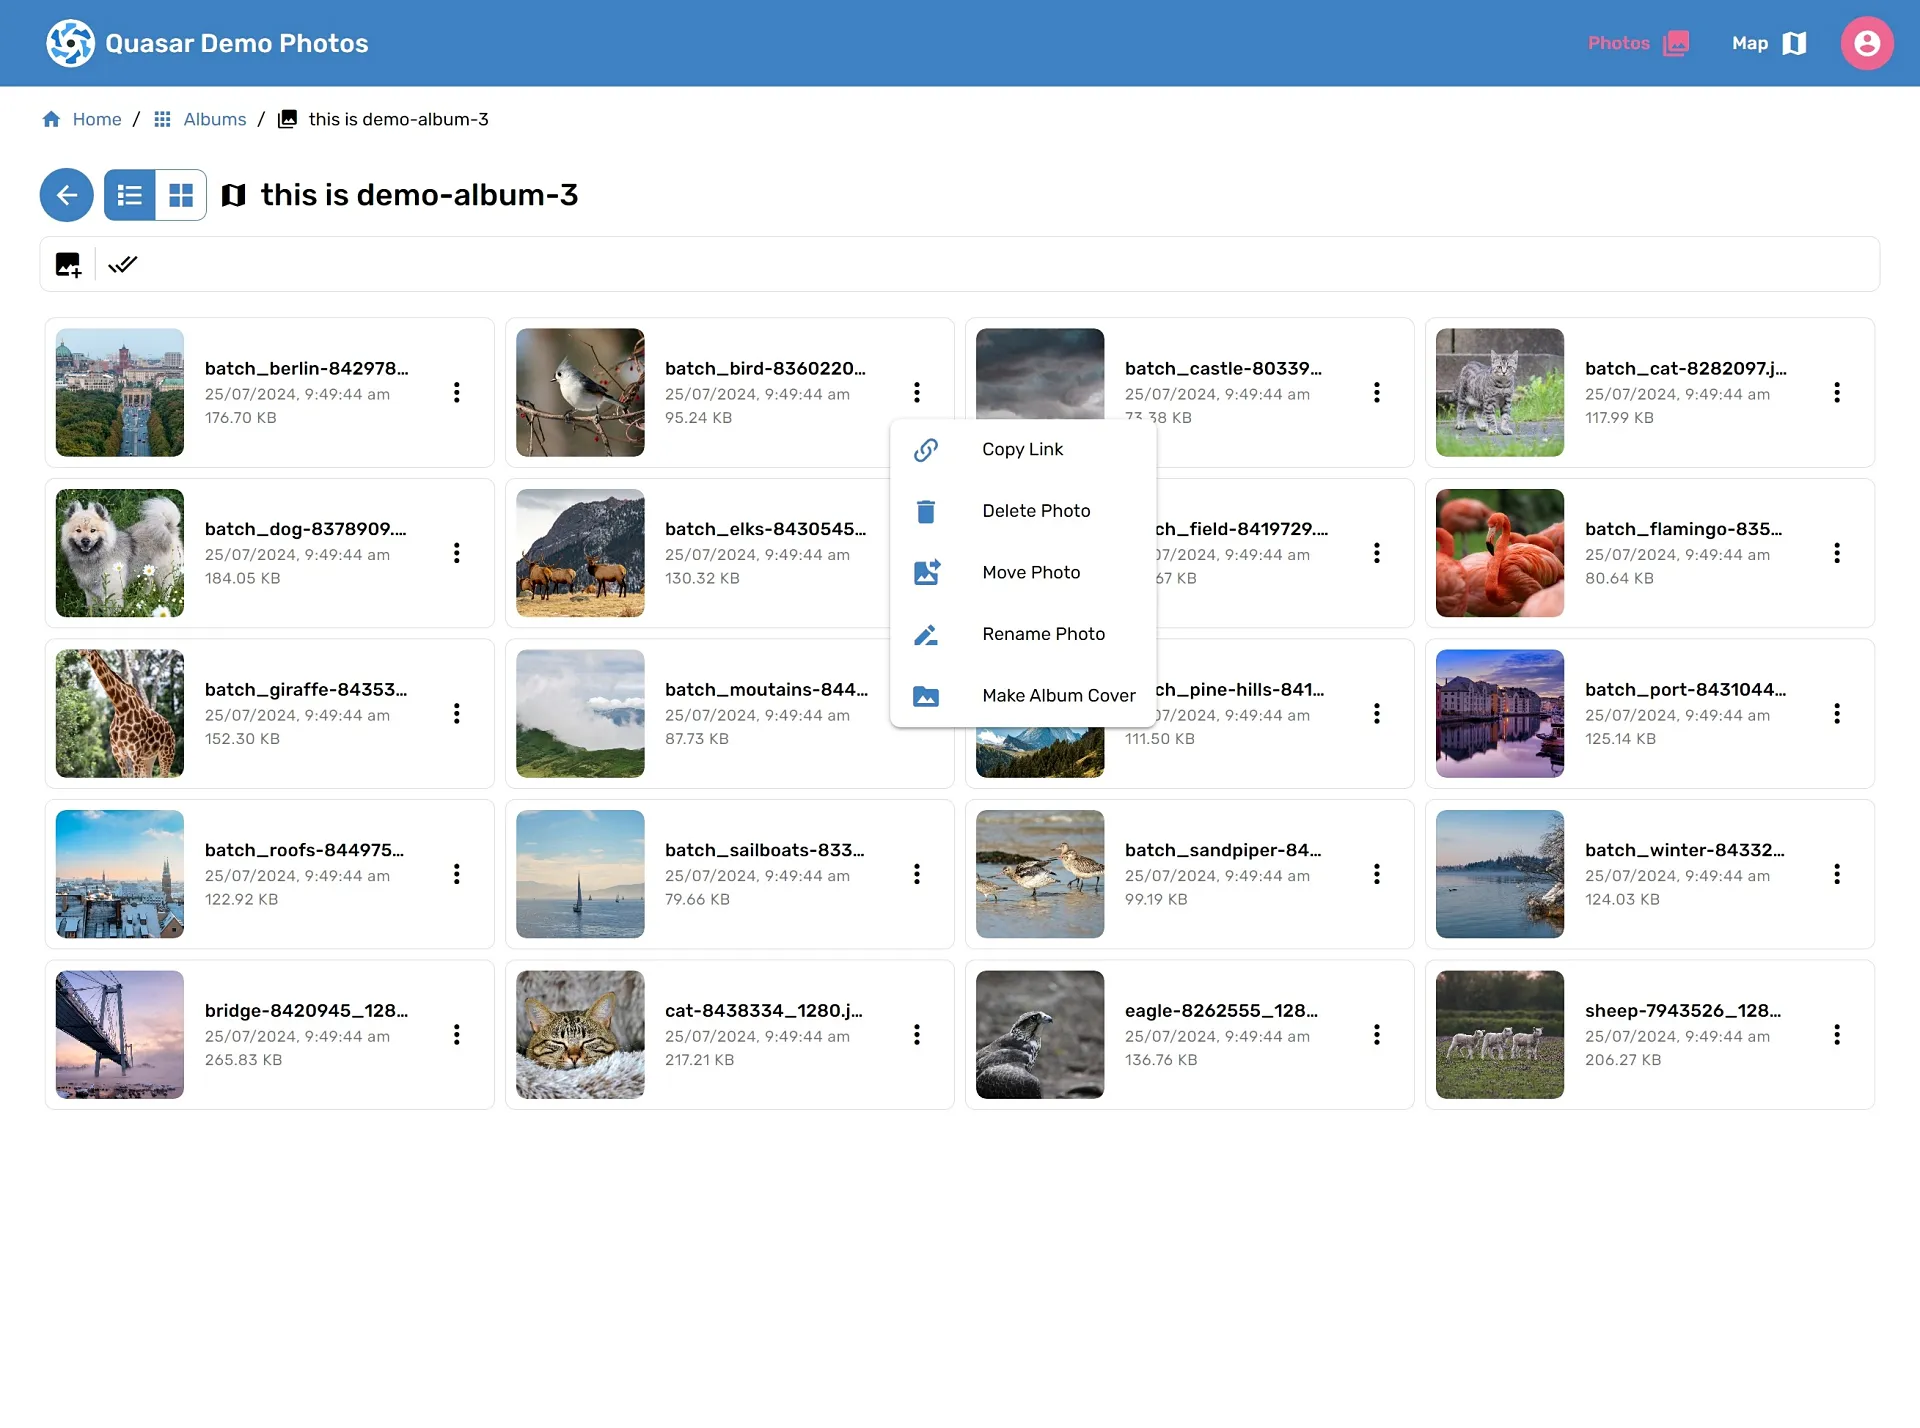 Quasar Demo Photos
Photos
Map
Home / Albums / this is demo-album-3
this is demo-album-3
batch_berlin-842978...
25/07/2024, 9:49:44 am
176.70 KB
batch_bird-8360220...
25/07/2024, 9:49:44 am
95.24 KB
batch_castle-80339...
25/07/2024, 9:49:44 am
73.38 KB
batch_cat-8282097.j...
25/07/2024, 9:49:44 am
117.99 KB
Copy Link
Delete Photo
Move Photo
Rename Photo
Make Album Cover
batch_dog-8378909....
25/07/2024, 9:49:44 am
184.05 KB
batch_elks-8430545...
25/07/2024, 9:49:44 am
130.32 KB
ch_field-8419729....
07/2024, 9:49:44 am
67 KB
batch_flamingo-835...
25/07/2024, 9:49:44 am
80.64 KB
batch_giraffe-84353...
25/07/2024, 9:49:44 am
152.30 KB
batch_moutains-844...
25/07/2024, 9:49:44 am
87.73 KB
ch_pine-hills-841...
07/2024, 9:49:44 am
111.50 KB
batch_port-8431044...
25/07/2024, 9:49:44 am
125.14 KB
batch_roofs-844975...
25/07/2024, 9:49:44 am
122.92 KB
batch_sailboats-833...
25/07/2024, 9:49:44 am
79.66 KB
batch_sandpiper-84...
25/07/2024, 9:49:44 am
99.19 KB
batch_winter-84332...
25/07/2024, 9:49:44 am
124.03 KB
bridge-8420945_128...
25/07/2024, 9:49:44 am
265.83 KB
cat-8438334_1280.j...
25/07/2024, 9:49:44 am
217.21 KB
eagle-8262555_128...
25/07/2024, 9:49:44 am
136.76 KB
sheep-7943526_128...
25/07/2024, 9:49:44 am
206.27 KB